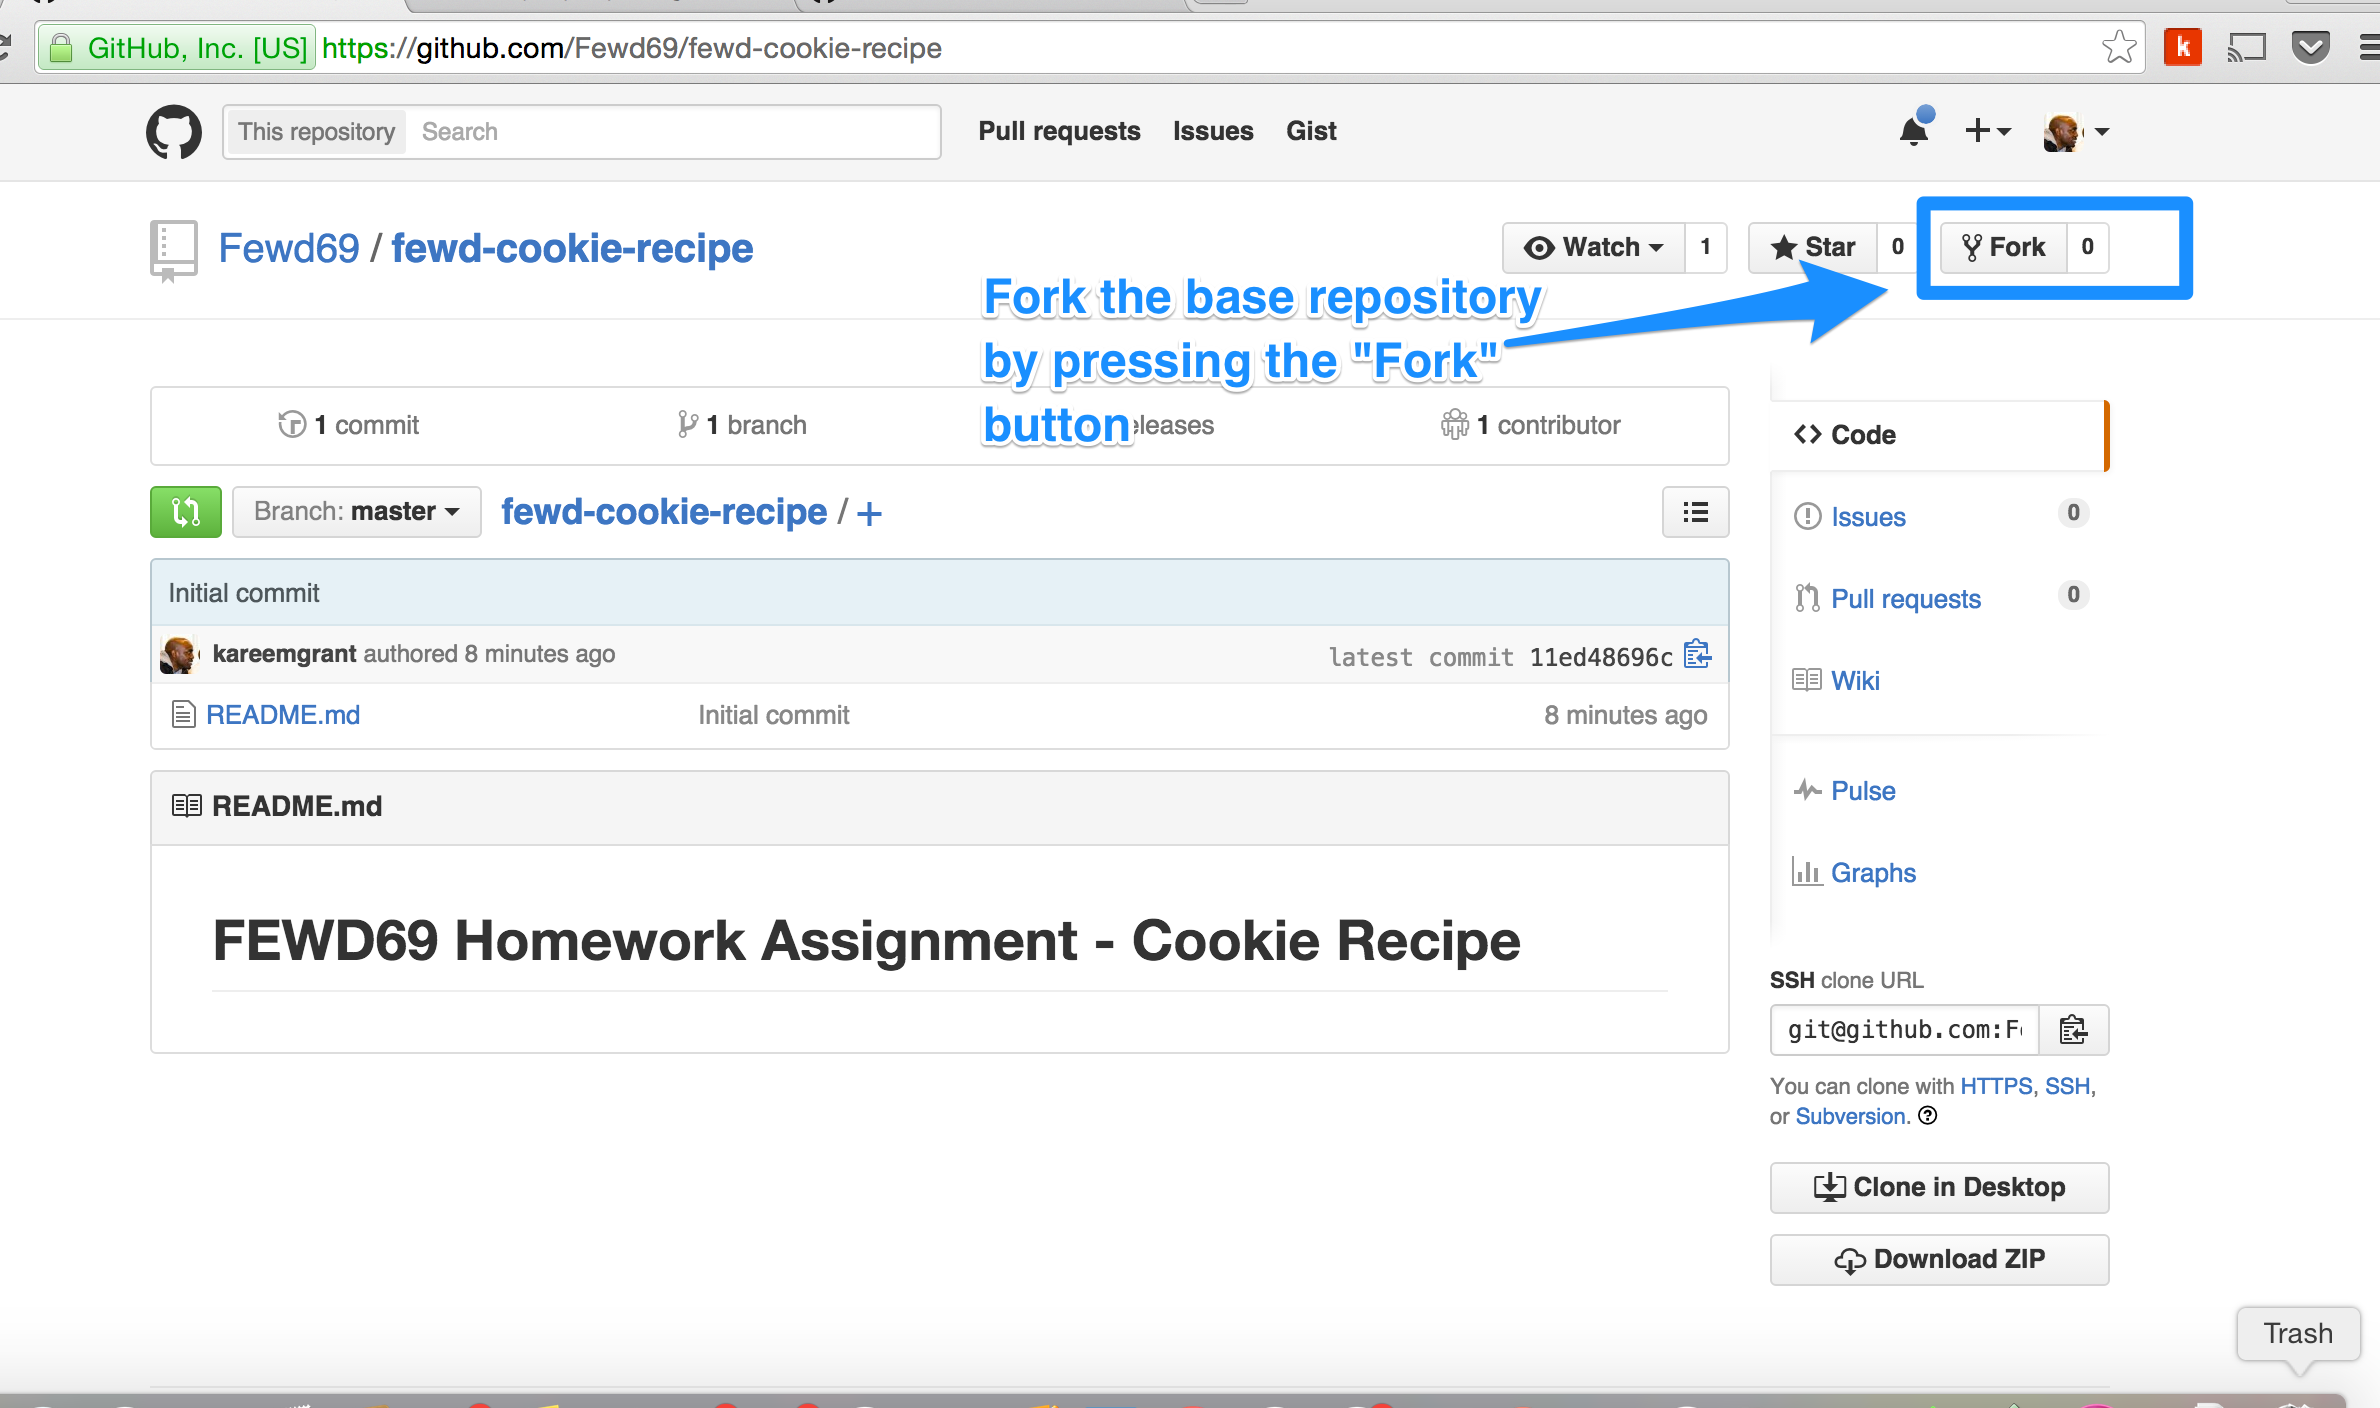 GitHub, Inc. [US] https://github.com/Fewd69/fewd-cookie-recipe
k
This repository Search Pull requests Issues Gist
Fewd69 / fewd-cookie-recipe Watch 1 Star 0 Fork 0
Fork the base repository
by pressing the "Fork"
button
1 commit 1 branch eleases 1 contributor
Branch: master fewd-cookie-recipe / +
Initial commit
kareemgrant authored 8 minutes ago latest commit 11ed48696c
README.md Initial commit 8 minutes ago
README.md
FEWD69 Homework Assignment - Cookie Recipe
Code
Issues 0
Pull requests 0
Wiki
Pulse
Graphs
SSH clone URL
git@github.com:Fe
You can clone with HTTPS, SSH,
or Subversion.
Clone in Desktop
Download ZIP
Trash